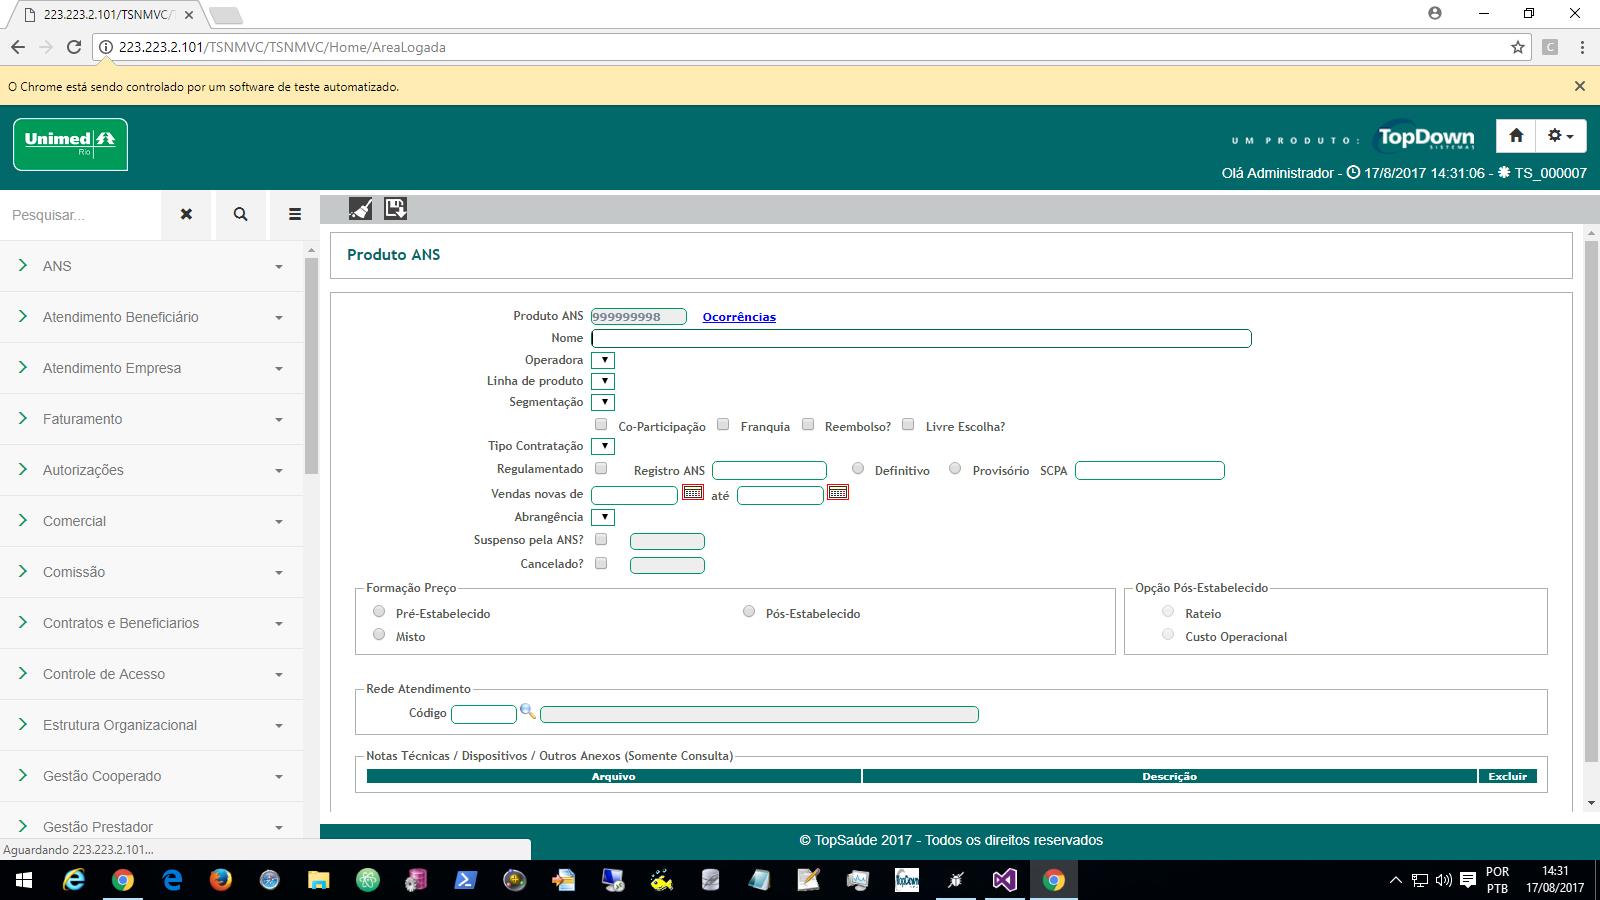 223.223.2.101/TSNMVC/T
223.223.2.101/TSNMVC/TSNMVC/Home/AreaLogada
C
O Chrome está sendo controlado por um software de teste automatizado.
Unimed
Rio
UM PRODUTO:
TopDown
SISTEMAS
Olá Administrador - 17/8/2017 14:31:06 - TS_000007
Pesquisar...
ANS
Atendimento Beneficiário
Atendimento Empresa
Faturamento
Autorizações
Comercial
Comissão
Contratos e Beneficiarios
Controle de Acesso
Estrutura Organizacional
Gestão Cooperado
Gestão Prestador
Aguardando 223.223.2.101...
Produto ANS
Produto ANS 999999998 Ocorrências
Nome
Operadora
Linha de produto
Segmentação
Co-Participação Franquia Reembolso? Livre Escolha?
Tipo Contratação
Regulamentado Registro ANS Definitivo Provisório SCPA
Vendas novas de até
Abrangência
Suspenso pela ANS?
Cancelado?
Formação Preço
Pré-Estabelecido Pós-Estabelecido
Misto
Opção Pós-Estabelecido
Rateio
Custo Operacional
Rede Atendimento
Código
Notas Técnicas / Dispositivos / Outros Anexos (Somente Consulta)
Arquivo Descrição Excluir
© TopSaúde 2017 - Todos os direitos reservados
TopDown
POR
PTB
14:31
17/08/2017